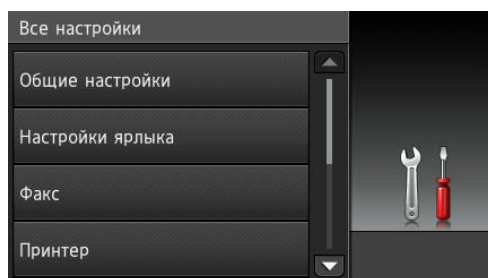 Все настройки
Общие настройки
Настройки ярлыка
Факс
Принтер